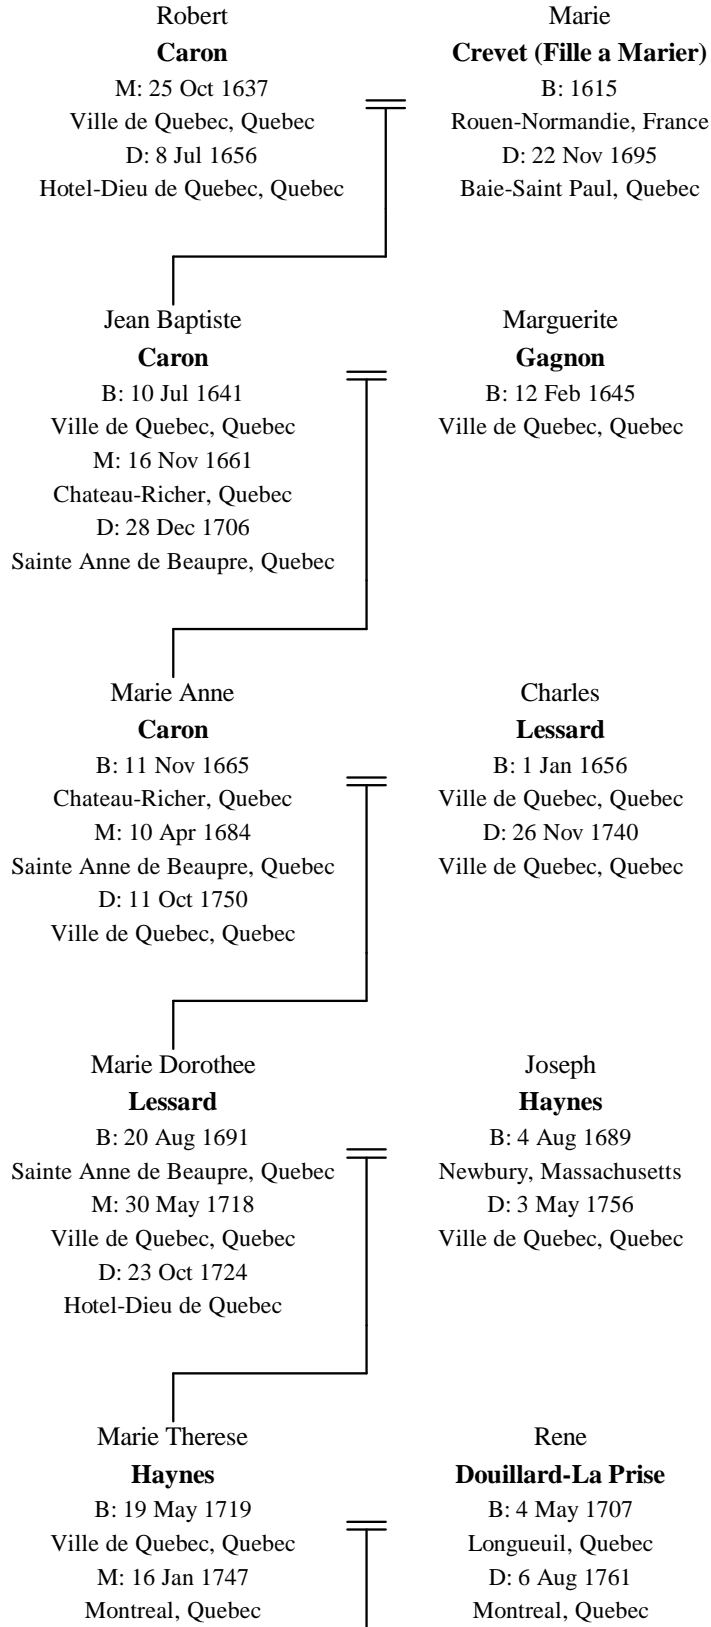 Robert
Caron
M: 25 Oct 1637
Ville de Quebec, Quebec
D: 8 Jul 1656
Hotel-Dieu de Quebec, Quebec
Marie
Crevet (Fille a Marier)
B: 1615
Rouen-Normandie, France
D: 22 Nov 1695
Baie-Saint Paul, Quebec
Jean Baptiste
Caron
B: 10 Jul 1641
Ville de Quebec, Quebec
M: 16 Nov 1661
Chateau-Richer, Quebec
D: 28 Dec 1706
Sainte Anne de Beaupre, Quebec
Marguerite
Gagnon
B: 12 Feb 1645
Ville de Quebec, Quebec
Marie Anne
Caron
B: 11 Nov 1665
Chateau-Richer, Quebec
M: 10 Apr 1684
Sainte Anne de Beaupre, Quebec
D: 11 Oct 1750
Ville de Quebec, Quebec
Charles
Lessard
B: 1 Jan 1656
Ville de Quebec, Quebec
D: 26 Nov 1740
Ville de Quebec, Quebec
Marie Dorothee
Lessard
B: 20 Aug 1691
Sainte Anne de Beaupre, Quebec
M: 30 May 1718
Ville de Quebec, Quebec
D: 23 Oct 1724
Hotel-Dieu de Quebec
Joseph
Haynes
B: 4 Aug 1689
Newbury, Massachusetts
D: 3 May 1756
Ville de Quebec, Quebec
Marie Therese
Haynes
B: 19 May 1719
Ville de Quebec, Quebec
M: 16 Jan 1747
Montreal, Quebec
Rene
Douillard-La Prise
B: 4 May 1707
Longueuil, Quebec
D: 6 Aug 1761
Montreal, Quebec